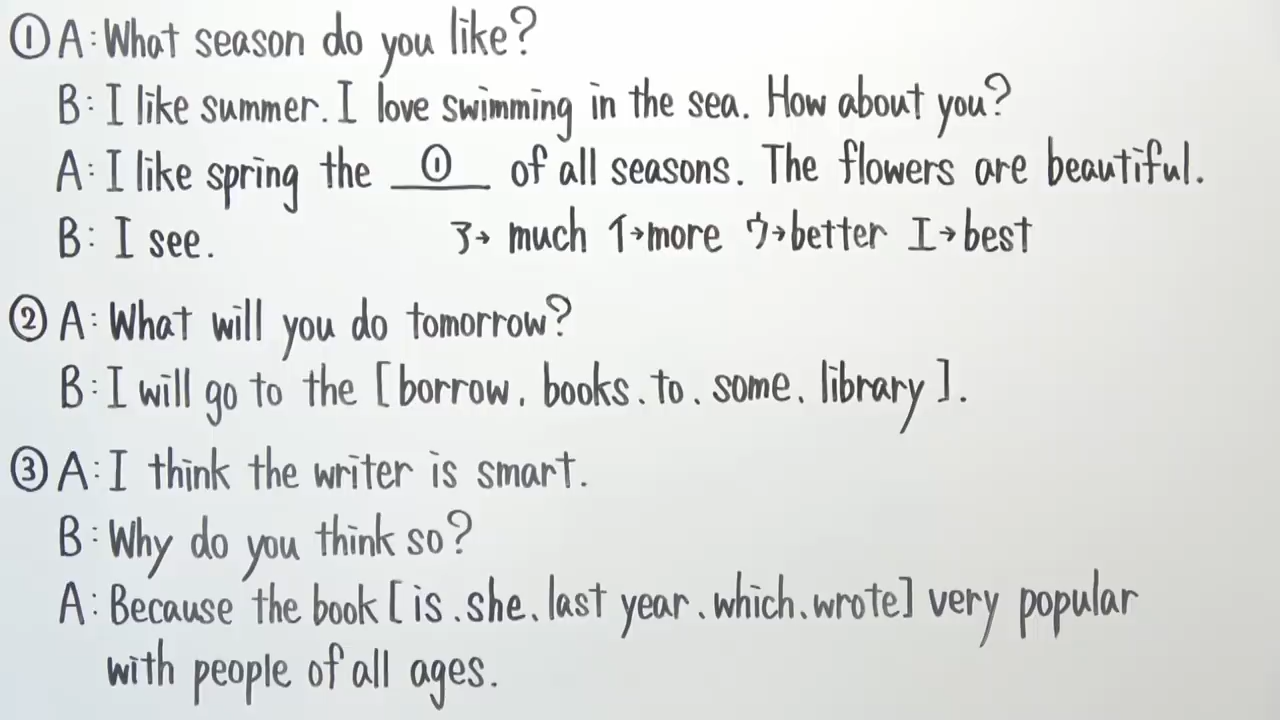 ① A: What season do you like?
B: I like summer. I love swimming in the sea. How about you?
A: I like spring the ① of all seasons. The flowers are beautiful.
B: I see. ア→ much イ→more ウ→better エ→best
② A: What will you do tomorrow?
B: I will go to the [borrow. books. to. some. library].
③ A: I think the writer is smart.
B: Why do you think so?
A: Because the book [is. she. last year. which. wrote] very popular
with people of all ages.